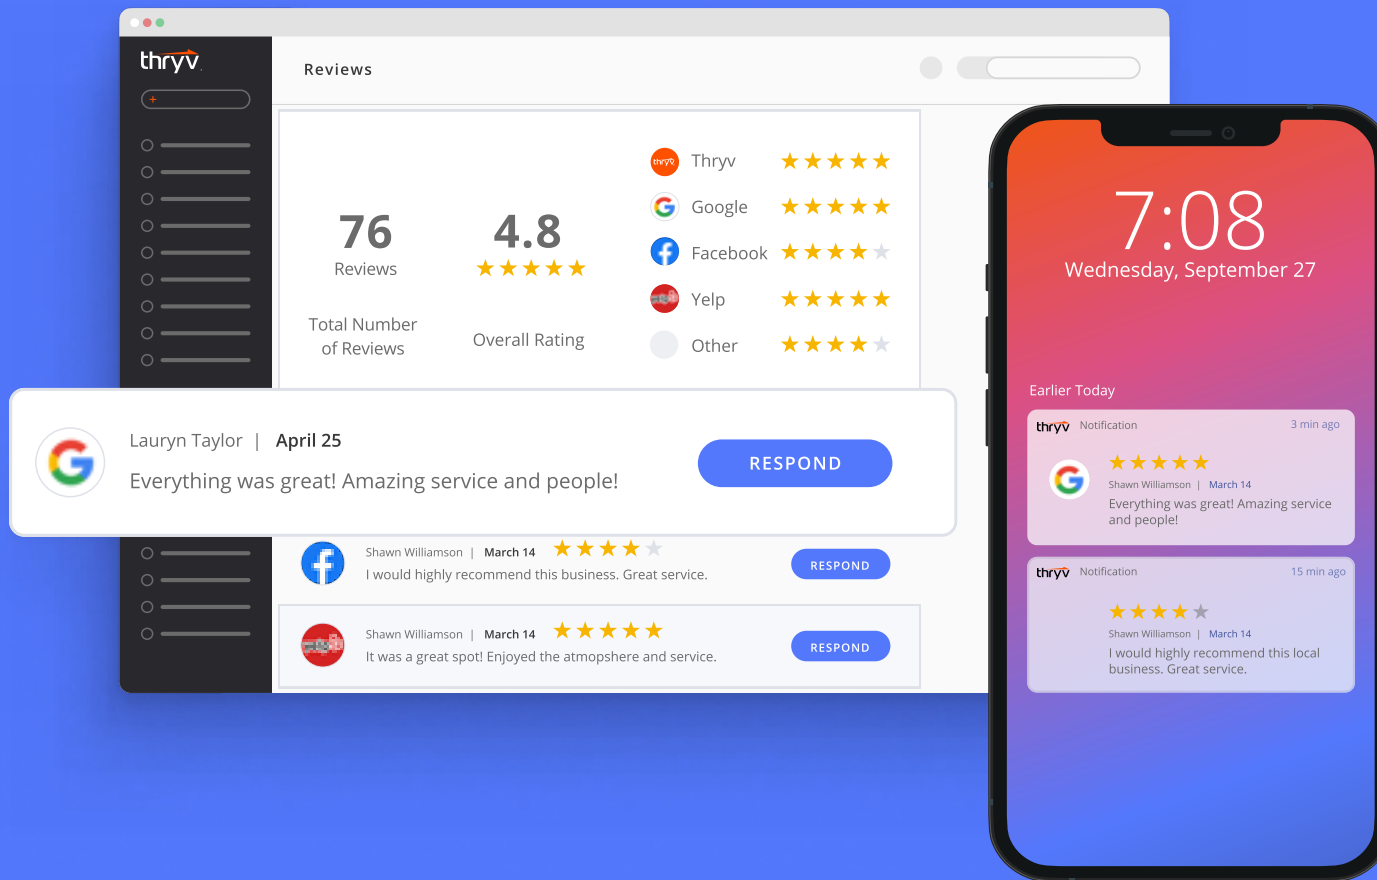 thryv
Reviews
+
76
Reviews
Total Number
of Reviews
4.8
Overall Rating
thryv Thryv
Google
Facebook
Yelp
Other
Lauryn Taylor | April 25
Everything was great! Amazing service and people!
RESPOND
Shawn Williamson | March 14
I would highly recommend this business. Great service.
RESPOND
Shawn Williamson | March 14
It was a great spot! Enjoyed the atmopshere and service.
RESPOND
7:08
Wednesday, September 27
Earlier Today
thryv Notification 3 min ago
Shawn Williamson | March 14
Everything was great! Amazing service
and people!
thryv Notification 15 min ago
Shawn Williamson | March 14
I would highly recommend this local
business. Great service.